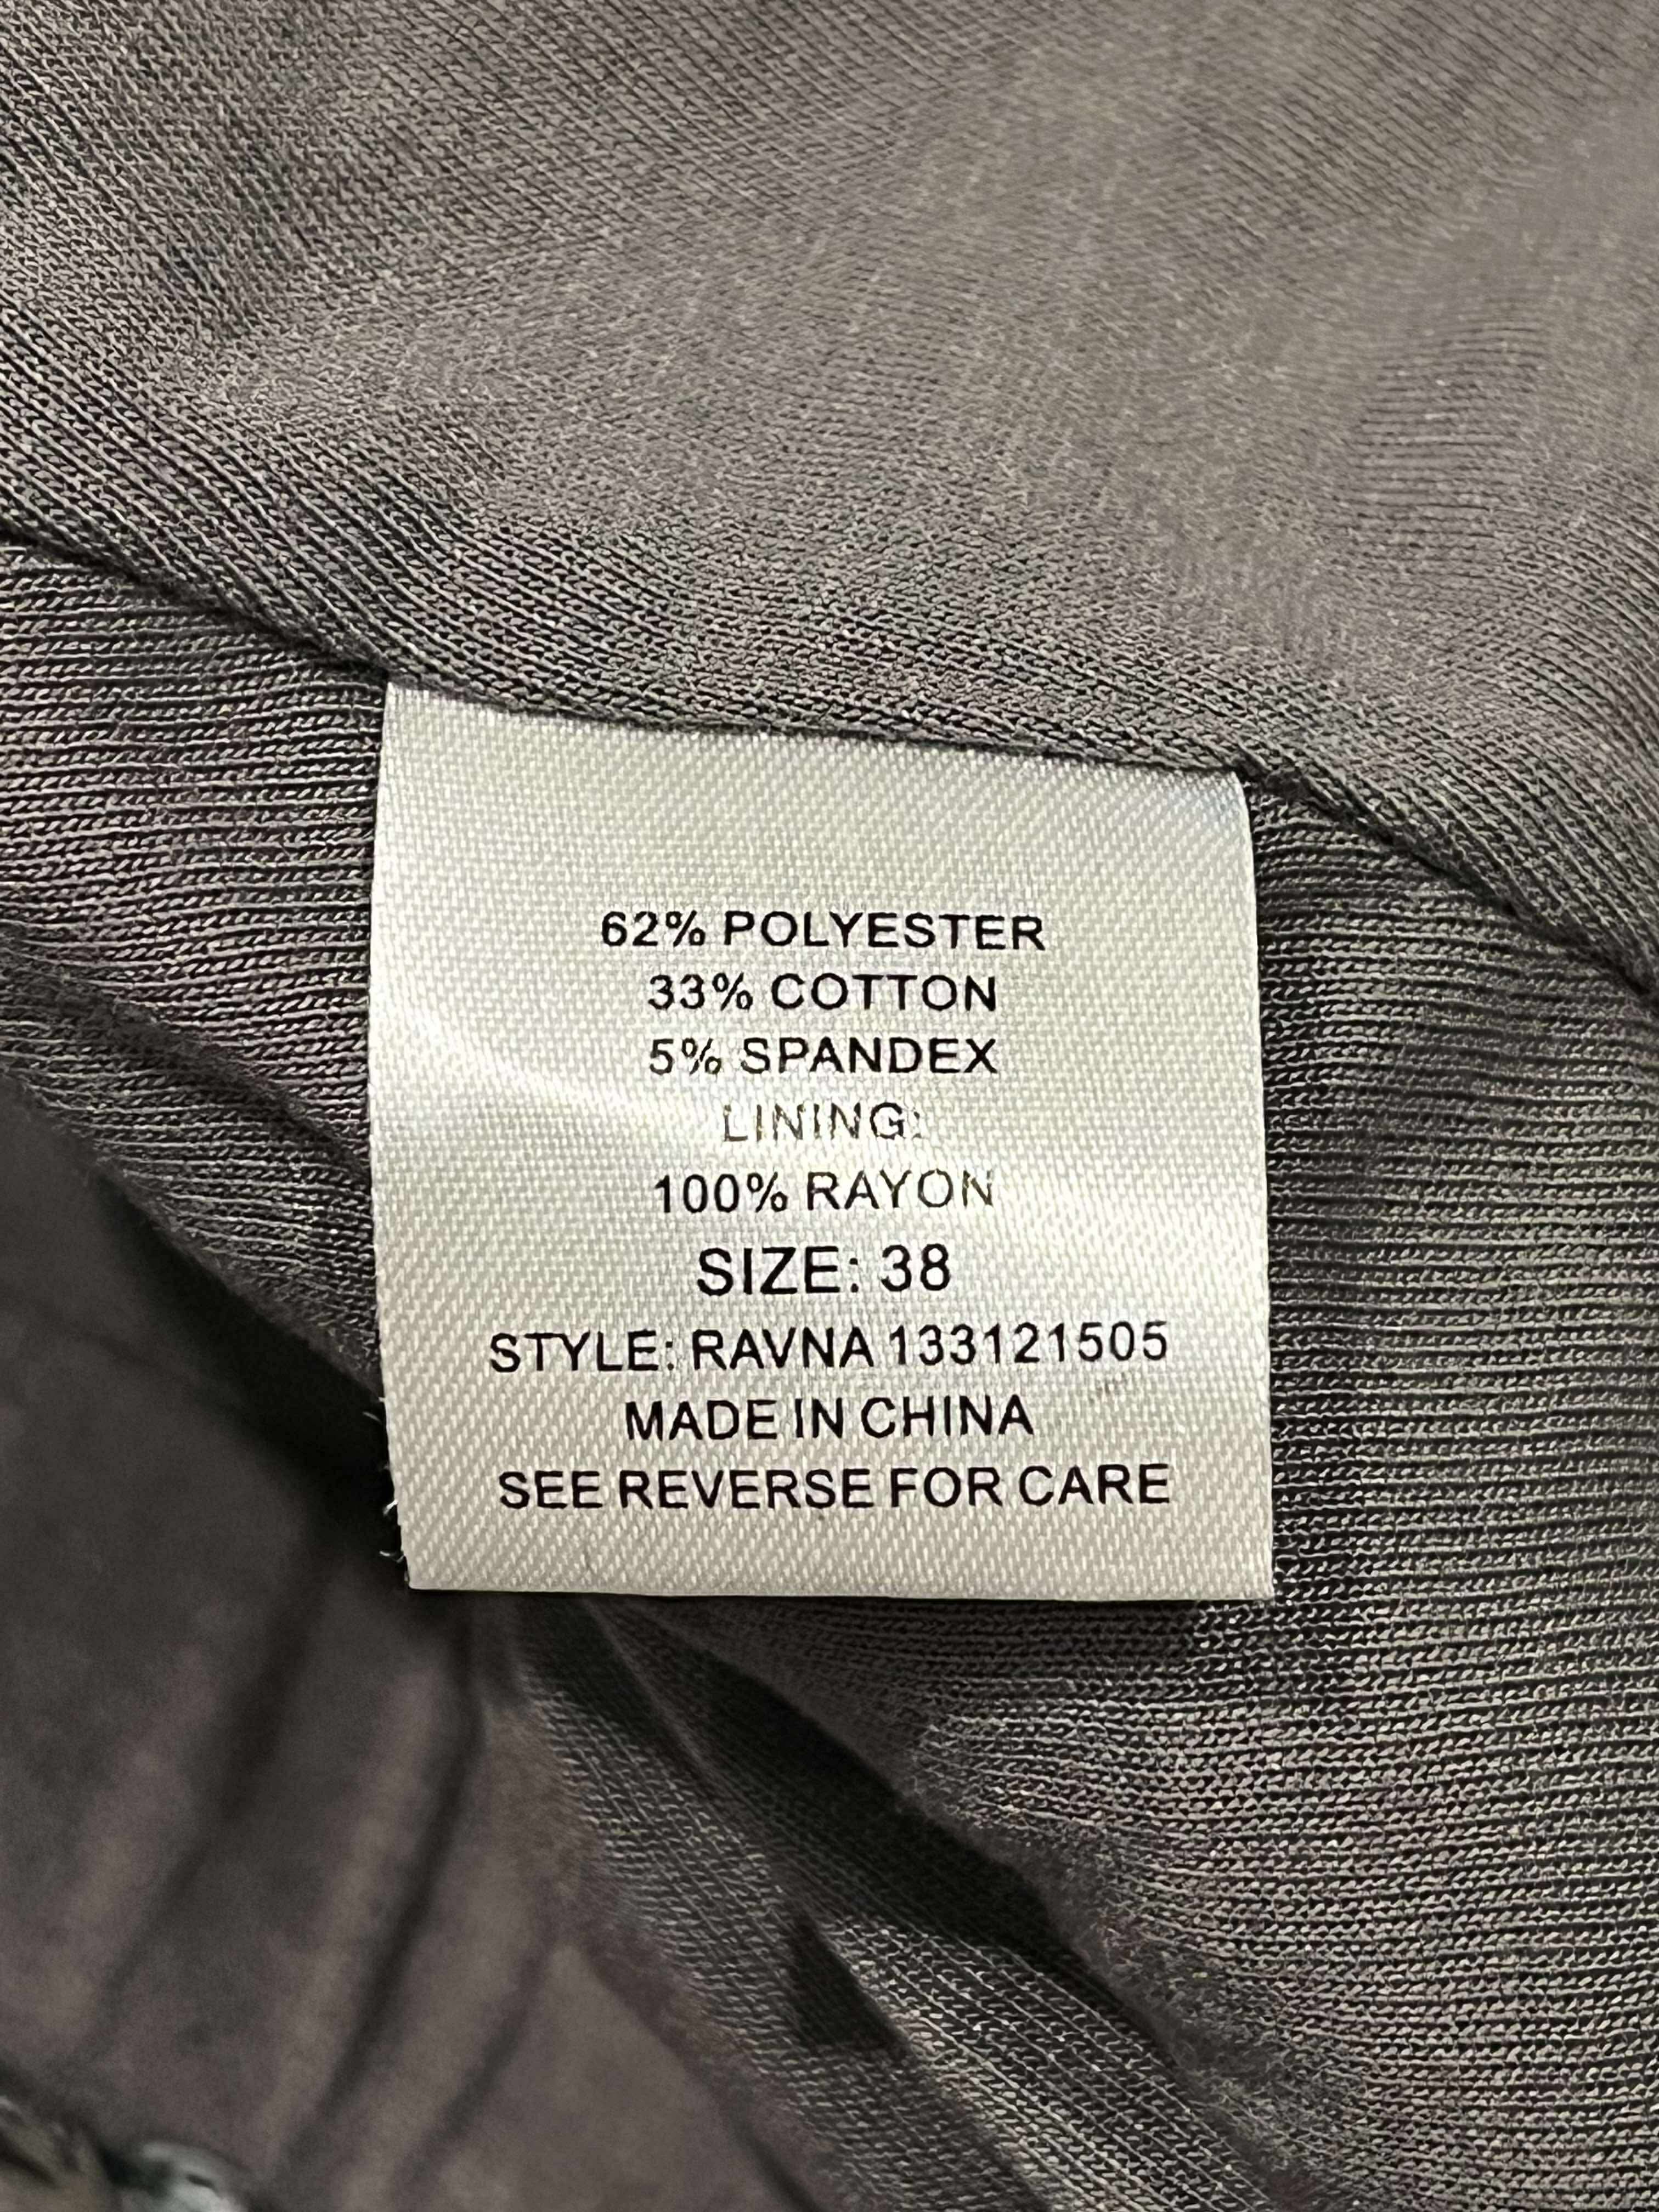 62% POLYESTER
33% COTTON
5% SPANDEX
LINING:
100% RAYON
SIZE: 38
STYLE: RAVNA 133121505
MADE IN CHINA
SEE REVERSE FOR CARE